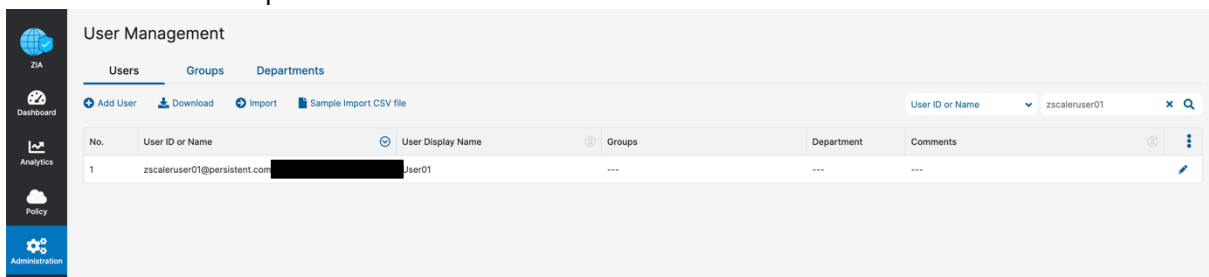 User Management
ZIA
Users Groups Departments
Dashboard
Add User Download Import Sample Import CSV file User ID or Name zscaleruser01
No. User ID or Name User Display Name Groups Department Comments
Analytics
1 zscaleruser01@persistent.com User01 --- --- ---
Policy
Administration